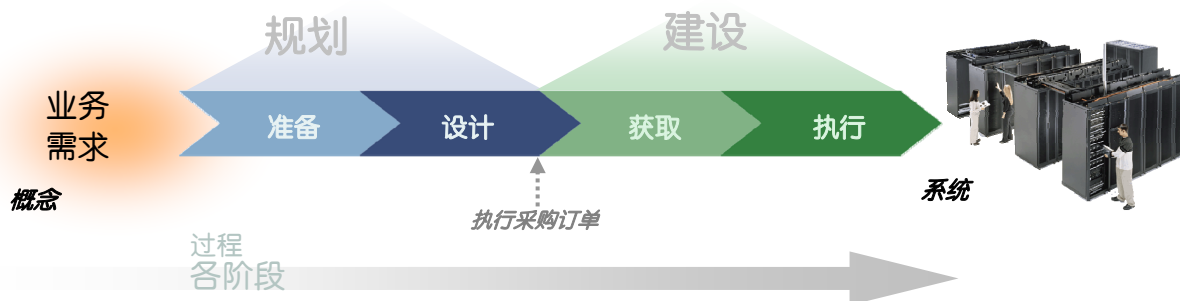 规划
建设
业务
需求
准备
设计
获取
执行
概念
系统
执行采购订单
过程
各阶段